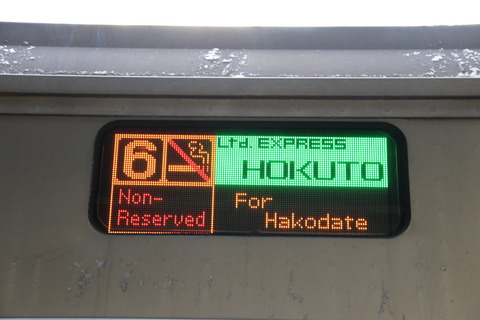 6
Ltd. EXPRESS
HOKUTO
Non-
Reserved
For
Hakodate